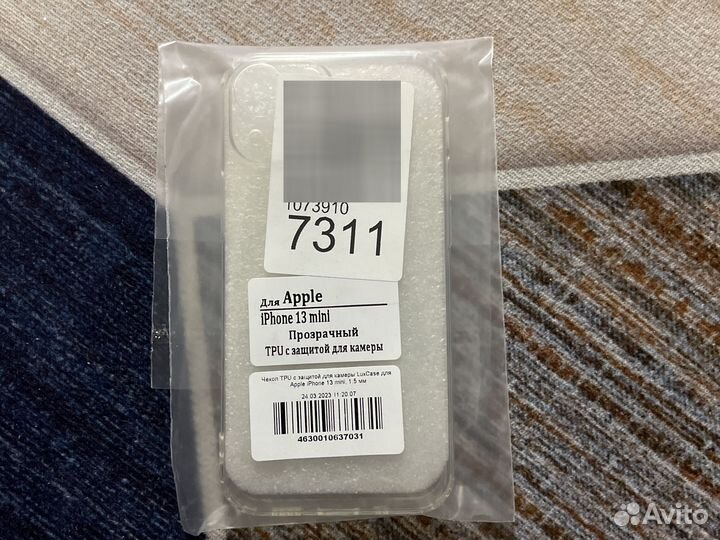 1073910
7311
Для Apple
iPhone 13 mini
Прозрачный
TPU с защитой для камеры
Чехол TPU с защитой для камеры LuxCase для
Apple iPhone 13 mini, 1.5 мм
24.03.2023 11:20:07
4630010637031
Avito